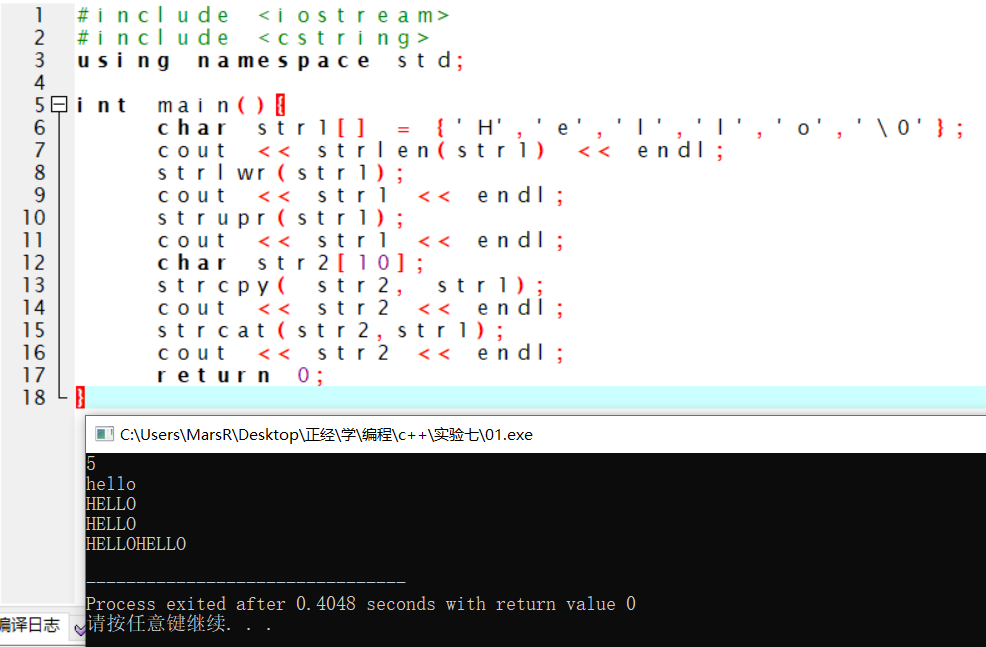 1 #include <iostream>
2 #include <cstring>
3 using namespace std;
4
5 int main(){
6 char str1[] = {'H','e','l','l','o','\0'};
7 cout << strlen(str1) << endl;
8 strlwr(str1);
9 cout << str1 << endl;
10 strupr(str1);
11 cout << str1 << endl;
12 char str2[10];
13 strcpy( str2, str1);
14 cout << str2 << endl;
15 strcat(str2,str1);
16 cout << str2 << endl;
17 return 0;
18 }
C:\Users\MarsR\Desktop\正经\学\编程\c++\实验七\01.exe
5
hello
HELLO
HELLO
HELLOHELLO
--------------------------------
Process exited after 0.4048 seconds with return value 0
请按任意键继续. . .
编译日志